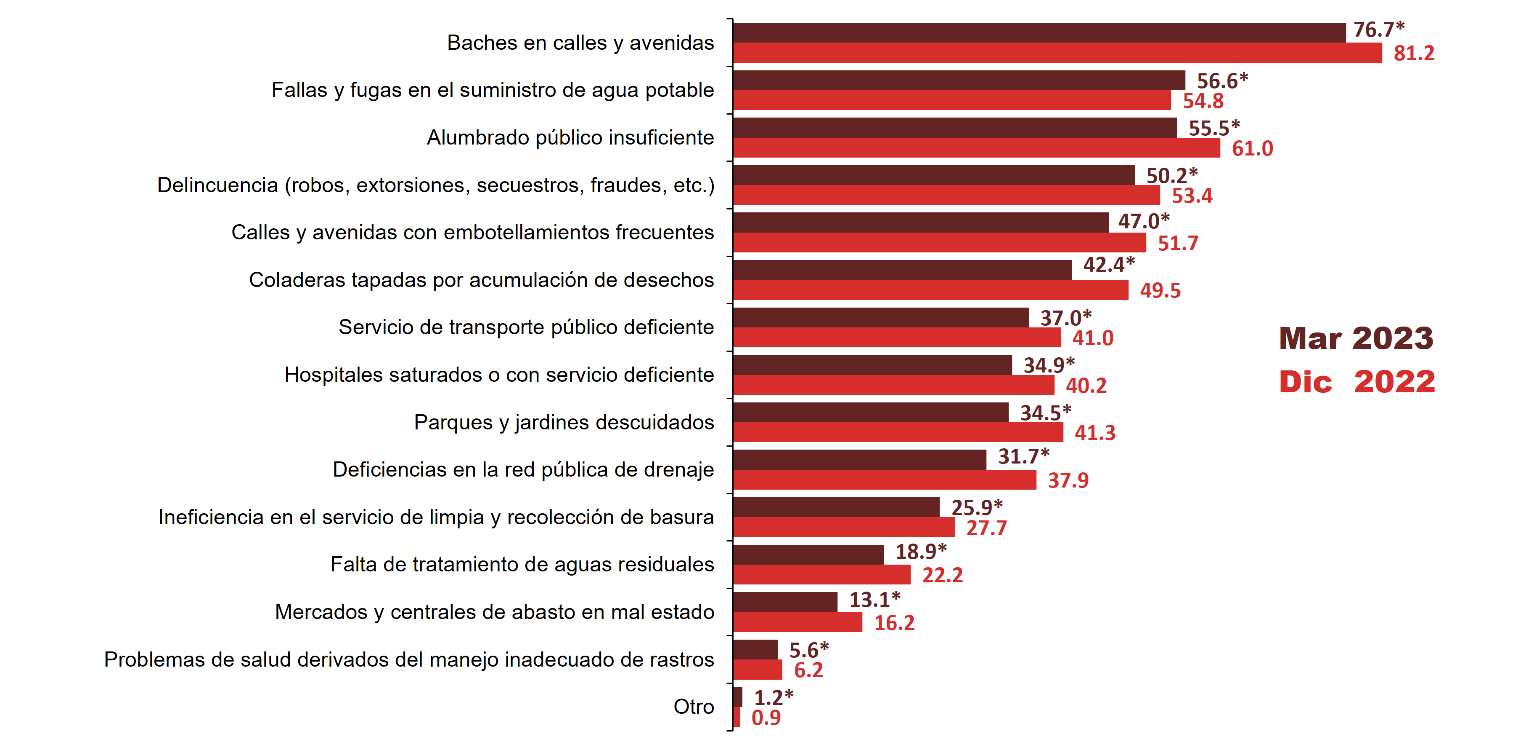 Baches en calles y avenidas
76.7*
81.2
Fallas y fugas en el suministro de agua potable
56.6*
54.8
Alumbrado público insuficiente
55.5*
61.0
Delincuencia (robos, extorsiones, secuestros, fraudes, etc.)
50.2*
53.4
Calles y avenidas con embotellamientos frecuentes
47.0*
51.7
Coladeras tapadas por acumulación de desechos
42.4*
49.5
Servicio de transporte público deficiente
37.0*
41.0
Hospitales saturados o con servicio deficiente
34.9*
40.2
Parques y jardines descuidados
34.5*
41.3
Deficiencias en la red pública de drenaje
31.7*
37.9
Ineficiencia en el servicio de limpia y recolección de basura
25.9*
27.7
Falta de tratamiento de aguas residuales
18.9*
22.2
Mercados y centrales de abasto en mal estado
13.1*
16.2
Problemas de salud derivados del manejo inadecuado de rastros
5.6*
6.2
Otro
1.2*
0.9
Mar 2023
Dic 2022